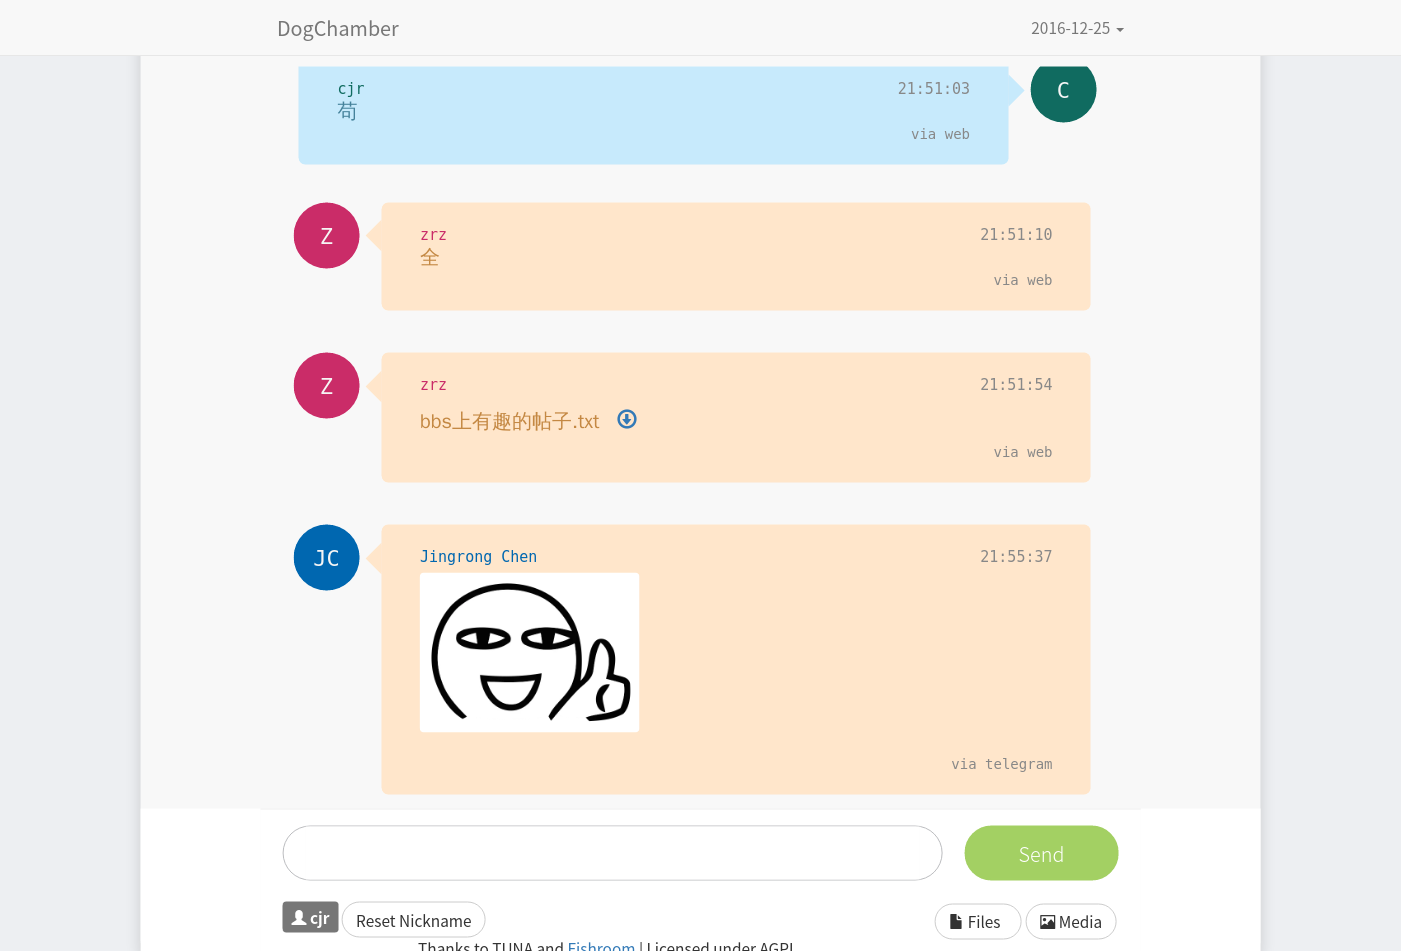 DogChamber
2016-12-25
cjr
21:51:03
C
苟
via web
Z
zrz
21:51:10
全
via web
Z
zrz
21:51:54
bbs上有趣的帖子.txt
via web
JC
Jingrong Chen
21:55:37
via telegram
Send
cjr
Reset Nickname
Files
Media
Thanks to TUNA and Fishroom | Licensed under AGPL